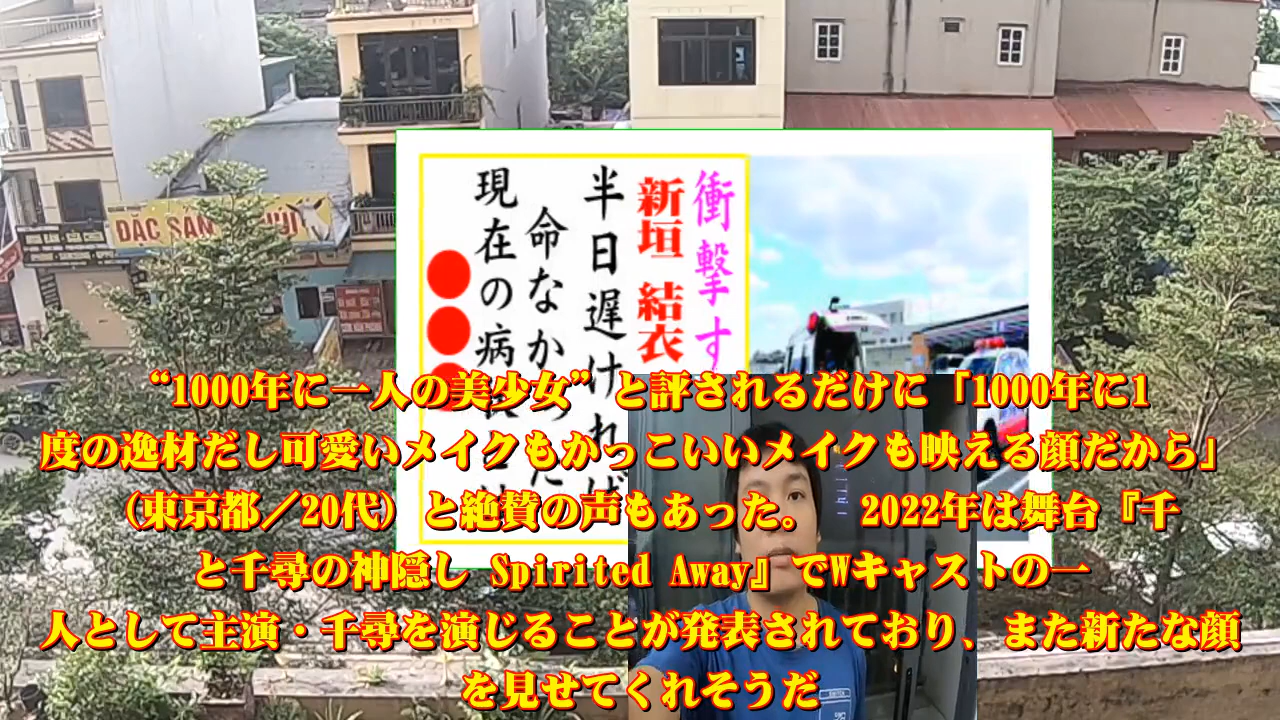 ĐẶC SẢN
衝撃す
新垣 結衣
半日遅ければ
命なかった
現在の病
“1000年に一人の美少女”と評されるだけに「1000年に1
度の逸材だし可愛いメイクもかっこいいメイクも映える顔だから」
（東京都／20代）と絶賛の声もあった。　2022年は舞台『千
と千尋の神隠し Spirited Away』でWキャストの一
人として主演・千尋を演じることが発表されており、また新たな顔
を見せてくれそうだ